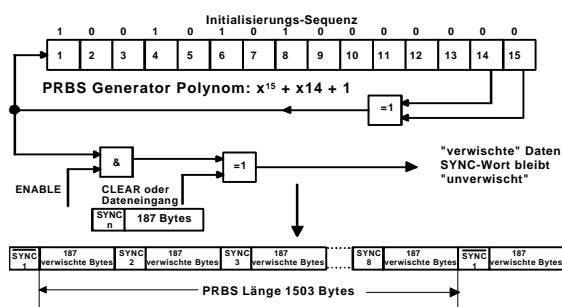 Initialisierungs-Sequenz
1 0 0 1 0 1 0 1 0 0 0 0 0 0 0
1 2 3 4 5 6 7 8 9 10 11 12 13 14 15
PRBS Generator Polynom: x15 + x14 + 1
=1
&
=1
"verwischte" Daten
SYNC-Wort bleibt
"unverwischt"
ENABLE
CLEAR oder
Dateneingang
SYNC
n
187 Bytes
SYNC
1
187
verwischte Bytes
SYNC
2
187
verwischte Bytes
SYNC
3
187
verwischte Bytes
SYNC
8
187
verwischte Bytes
SYNC
1
187
verwischte Bytes
PRBS Länge 1503 Bytes